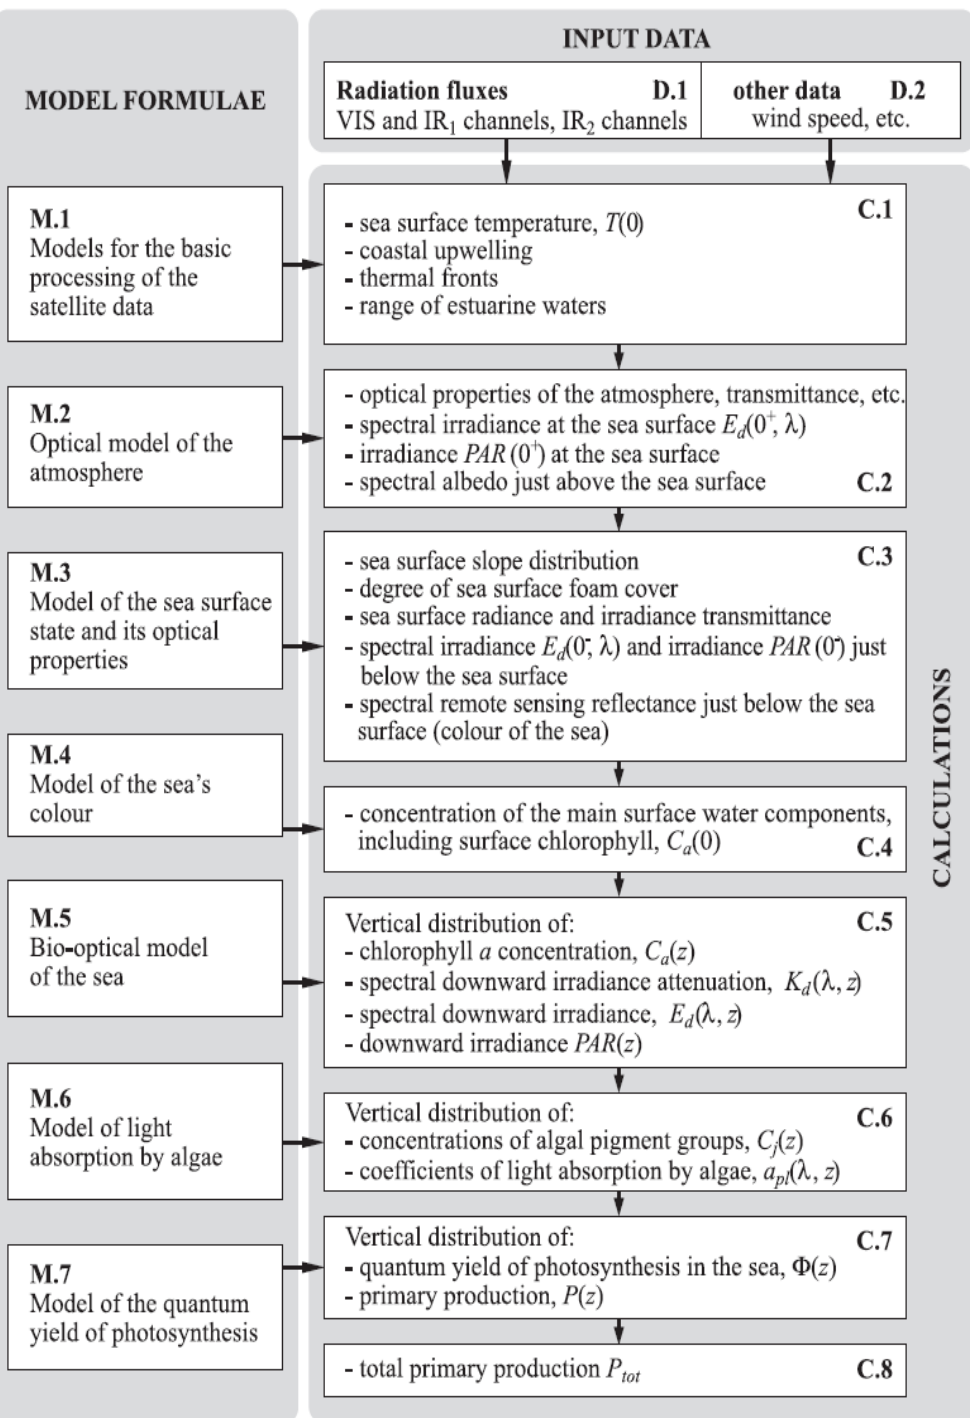 MODEL FORMULAE
INPUT DATA
Radiation fluxes D.1
VIS and IR₁ channels, IR₂ channels
other data D.2
wind speed, etc.
M.1
Models for the basic
processing of the
satellite data
C.1
- sea surface temperature, T(0)
- coastal upwelling
- thermal fronts
- range of estuarine waters
M.2
Optical model of the
atmosphere
- optical properties of the atmosphere, transmittance, etc.
- spectral irradiance at the sea surface E_d(0⁺, λ)
- irradiance PAR(0⁺) at the sea surface
- spectral albedo just above the sea surface C.2
M.3
Model of the sea surface
state and its optical
properties
C.3
- sea surface slope distribution
- degree of sea surface foam cover
- sea surface radiance and irradiance transmittance
- spectral irradiance E_d(0⁻, λ) and irradiance PAR(0⁻) just
below the sea surface
- spectral remote sensing reflectance just below the sea
surface (colour of the sea)
M.4
Model of the sea's
colour
- concentration of the main surface water components,
including surface chlorophyll, C_a(0) C.4
M.5
Bio-optical model
of the sea
Vertical distribution of: C.5
- chlorophyll a concentration, C_a(z)
- spectral downward irradiance attenuation, K_d(λ, z)
- spectral downward irradiance, E_d(λ, z)
- downward irradiance PAR(z)
M.6
Model of light
absorption by algae
Vertical distribution of: C.6
- concentrations of algal pigment groups, C_j(z)
- coefficients of light absorption by algae, a_pl(λ, z)
M.7
Model of the quantum
yield of photosynthesis
Vertical distribution of: C.7
- quantum yield of photosynthesis in the sea, Φ(z)
- primary production, P(z)
- total primary production P_tot C.8
CALCULATIONS